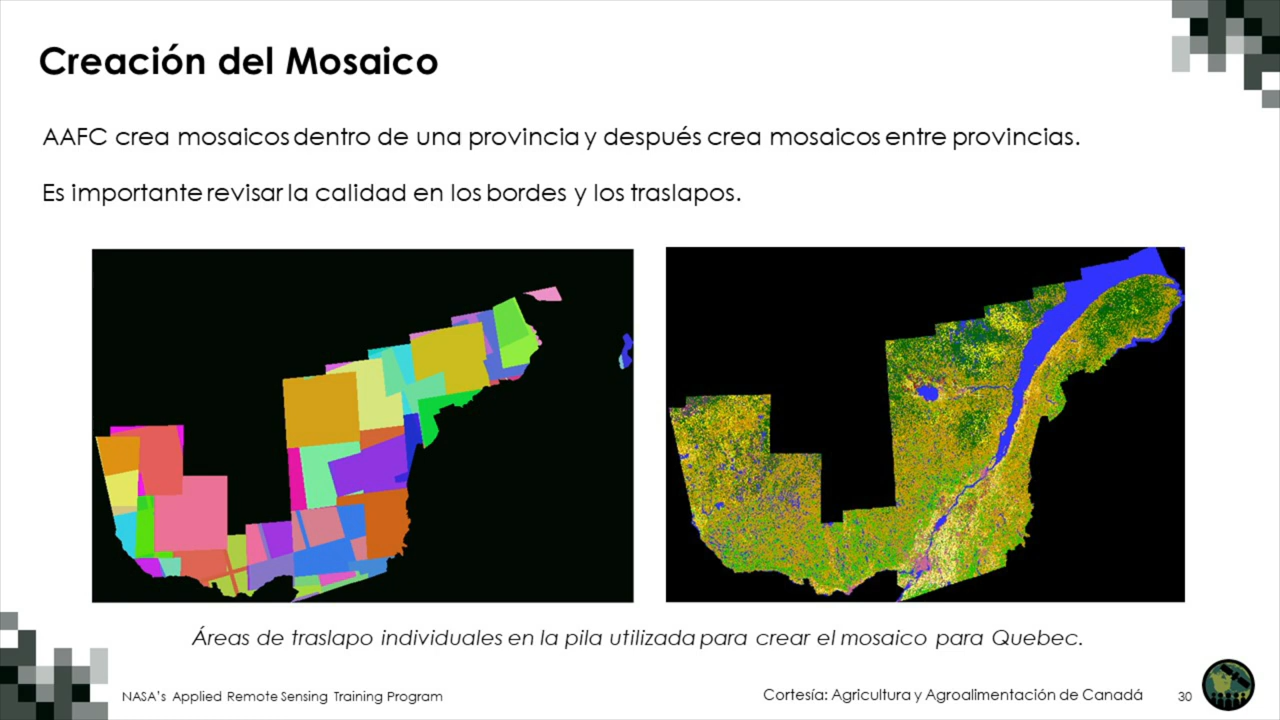 Creación del Mosaico
AAFC crea mosaicos dentro de una provincia y después crea mosaicos entre provincias.
Es importante revisar la calidad en los bordes y los traslapos.
Áreas de traslapo individuales en la pila utilizada para crear el mosaico para Quebec.
NASA's Applied Remote Sensing Training Program
Cortesía: Agricultura y Agroalimentación de Canadá
30